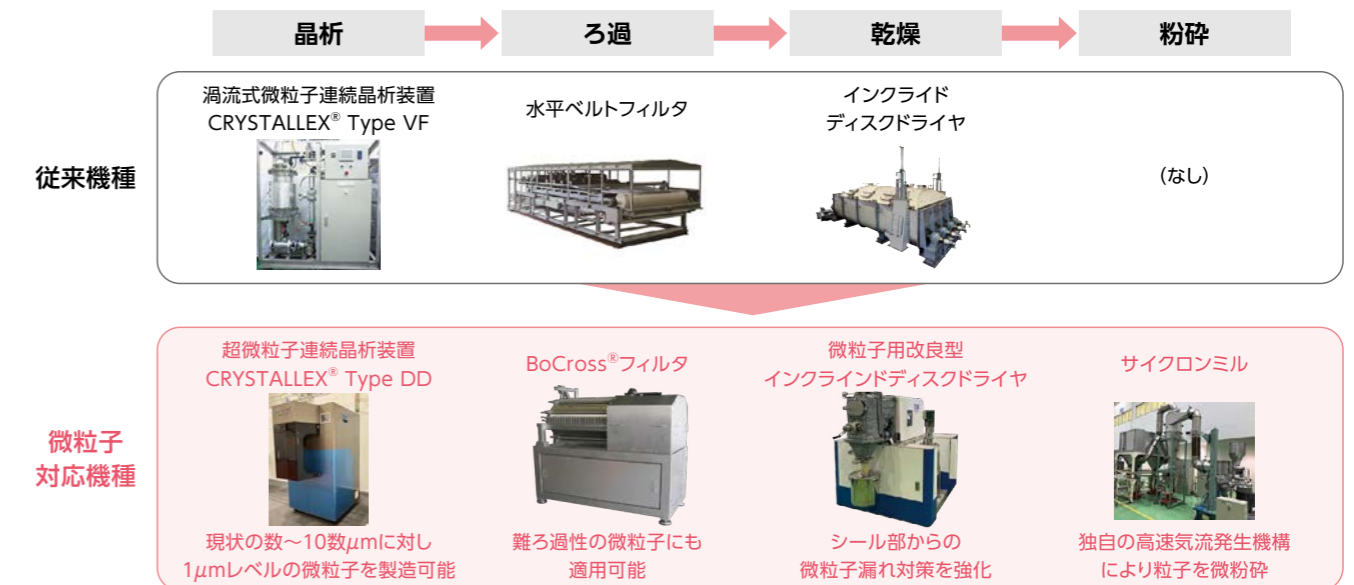 晶析
ろ過
乾燥
粉砕
従来機種
渦流式微粒子連続晶析装置
CRYSTALLEX® Type VF
水平ベルトフィルタ
インクライド
ディスクドライヤ
(なし)
微粒子
対応機種
超微粒子連続晶析装置
CRYSTALLEX® Type DD
BoCross®フィルタ
微粒子用改良型
インクラインドディスクドライヤ
サイクロンミル
現状の数～10数μmに対し
1μmレベルの微粒子を製造可能
難ろ過性の微粒子にも
適用可能
シール部からの
微粒子漏れ対策を強化
独自の高速気流発生機構
により粒子を微粉砕